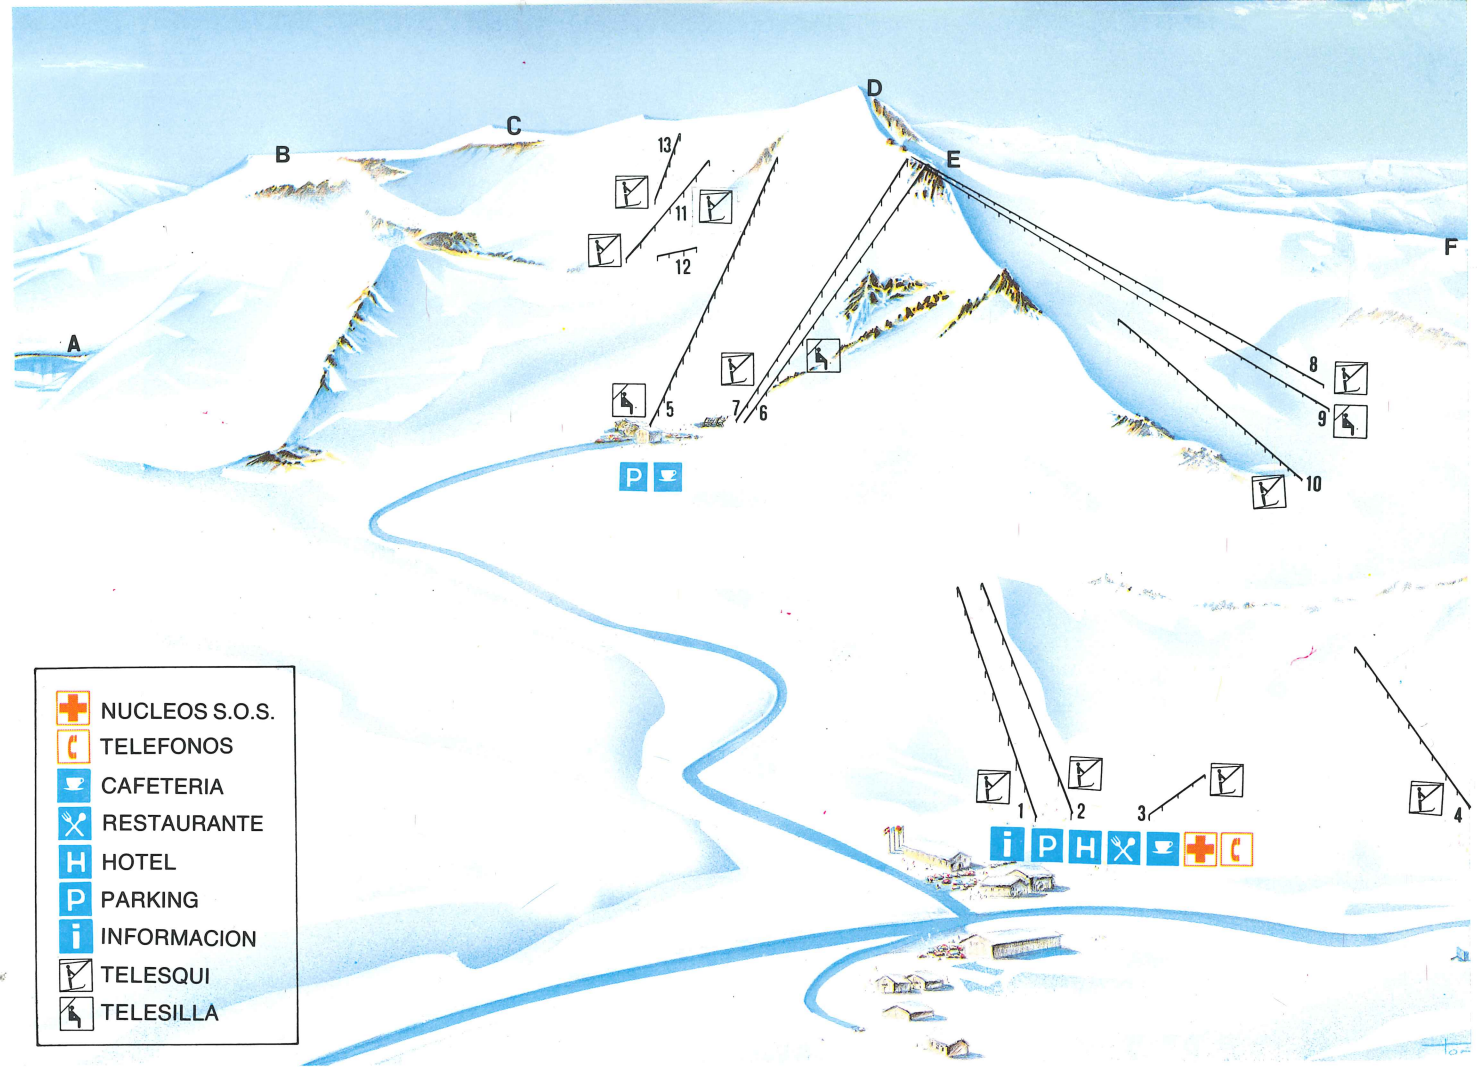 D
C
13
B
E
11
F
12
A
8
5
7
6
9
10
P
1
2
3
4
i P H
NUCLEOS S.O.S.
TELEFONOS
CAFETERIA
RESTAURANTE
H HOTEL
P PARKING
i INFORMACION
TELESQUI
TELESILLA